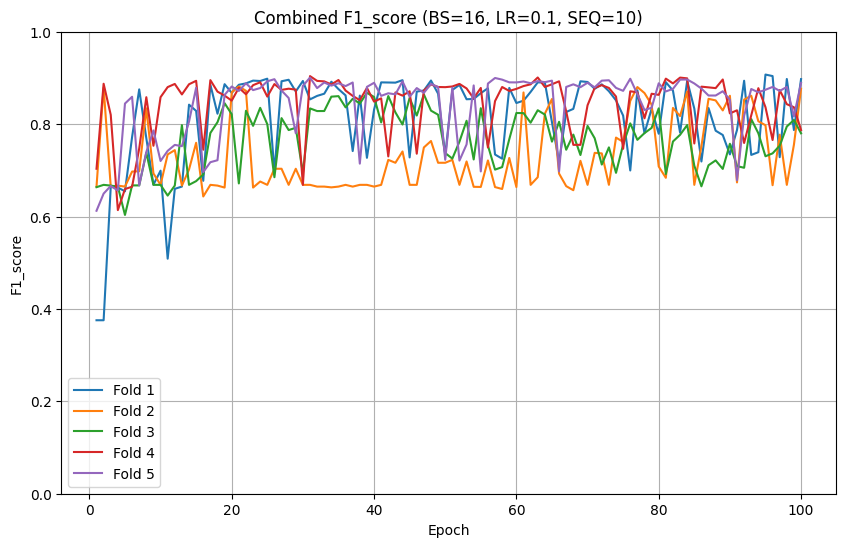 Combined F1_score (BS=16, LR=0.1, SEQ=10)
F1_score
1.0
0.8
0.6
0.4
0.2
0.0
Fold 1
Fold 2
Fold 3
Fold 4
Fold 5
0 20 40 60 80 100
Epoch